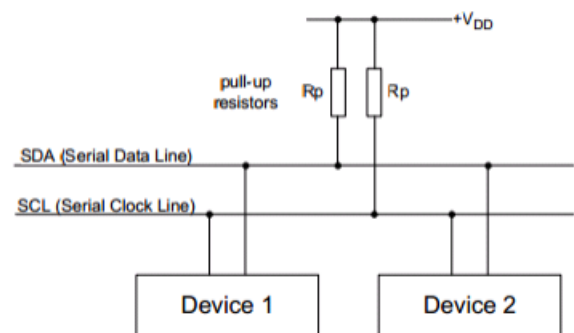 +VDD
pull-up
resistors
Rp
Rp
SDA (Serial Data Line)
SCL (Serial Clock Line)
Device 1
Device 2